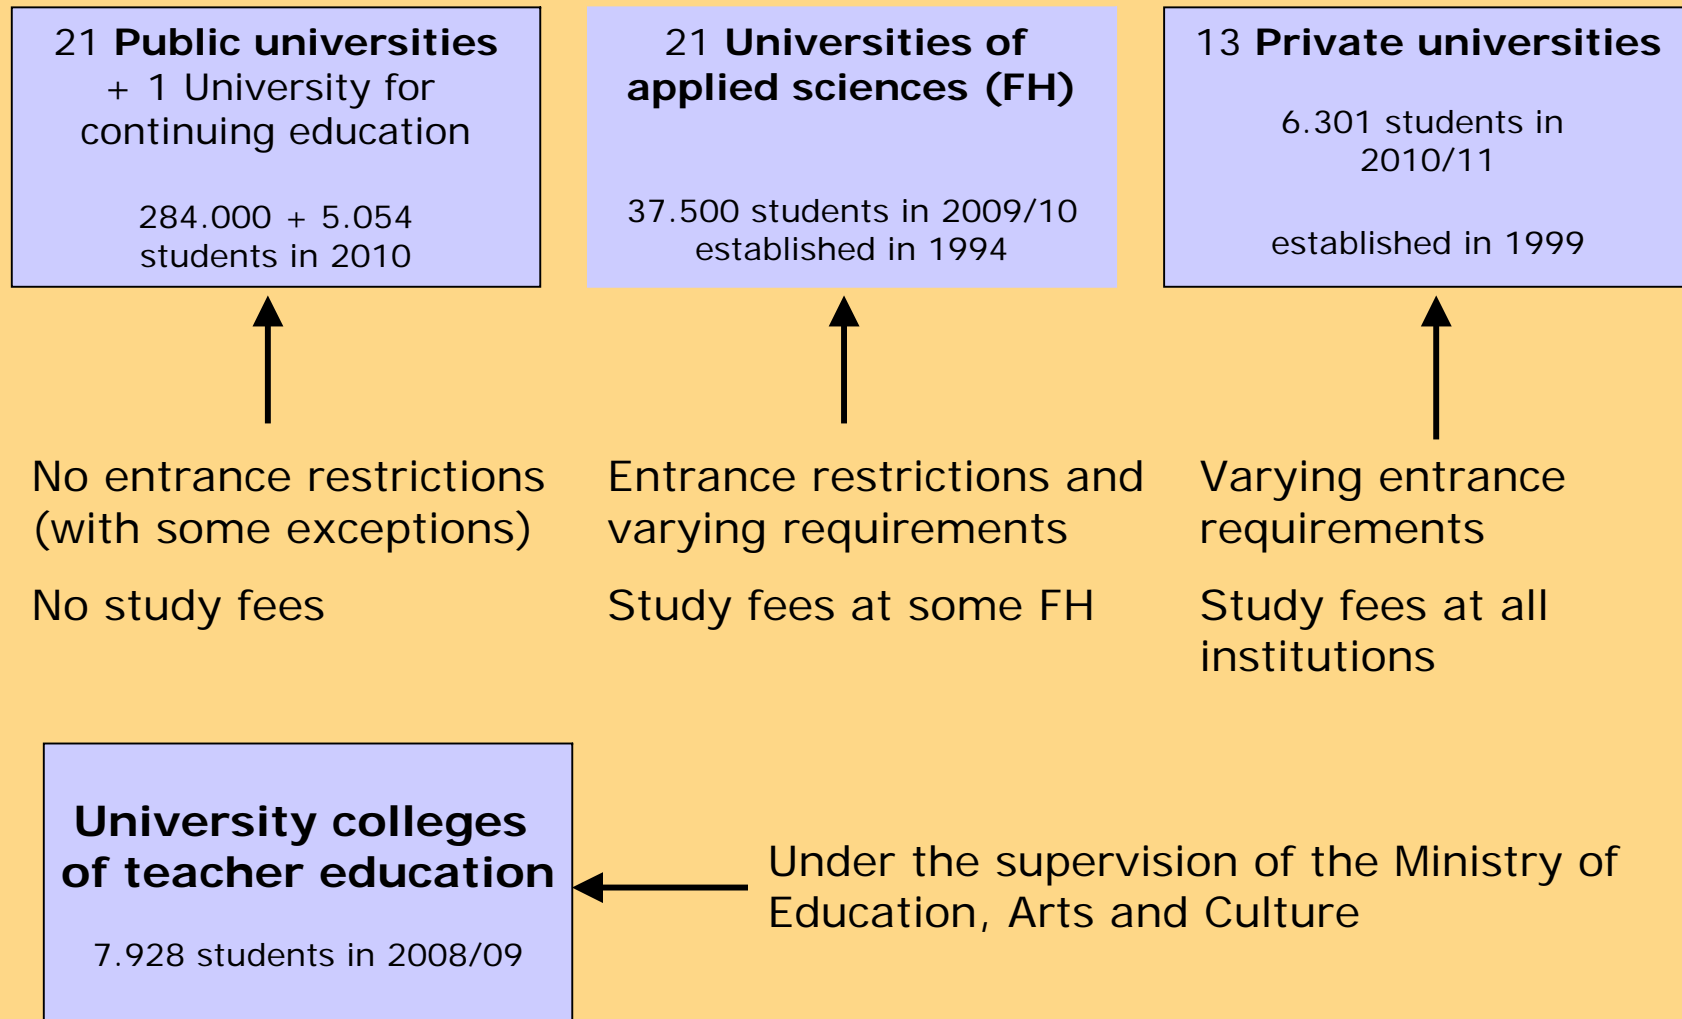 21 Public universities
+ 1 University for
continuing education
284.000 + 5.054
students in 2010
21 Universities of
applied sciences (FH)
37.500 students in 2009/10
established in 1994
13 Private universities
6.301 students in
2010/11
established in 1999
No entrance restrictions
(with some exceptions)
No study fees
Entrance restrictions and
varying requirements
Study fees at some FH
Varying entrance
requirements
Study fees at all
institutions
University colleges
of teacher education
7.928 students in 2008/09
Under the supervision of the Ministry of
Education, Arts and Culture